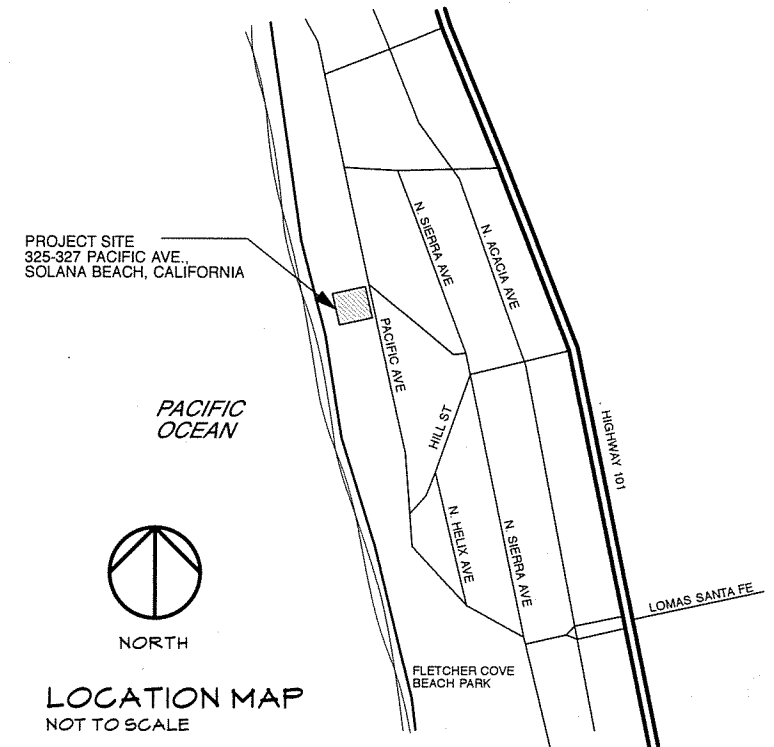 PROJECT SITE
325-327 PACIFIC AVE.,
SOLANA BEACH, CALIFORNIA
N. SIERRA AVE
N. ACACIA AVE
PACIFIC AVE
PACIFIC
OCEAN
HILL ST
HIGHWAY 101
N. HELIX AVE
N. SIERRA AVE
LOMAS SANTA FE
NORTH
FLETCHER COVE
BEACH PARK
LOCATION MAP
NOT TO SCALE